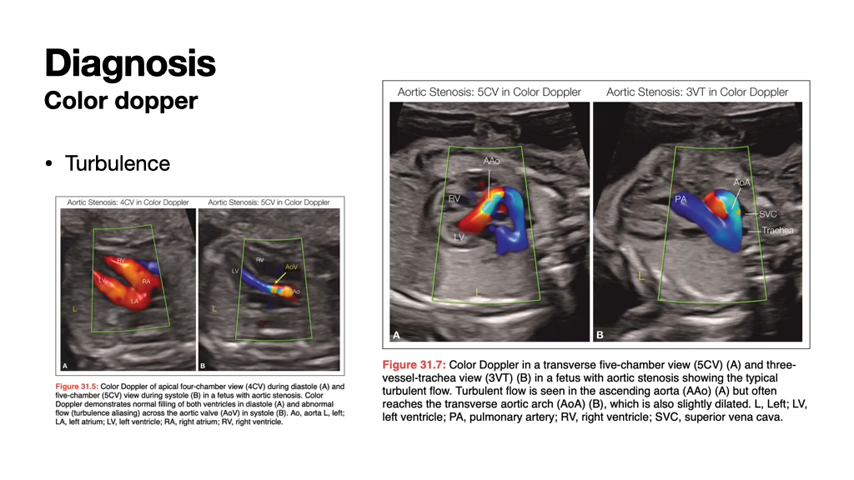 Diagnosis
Color dopper
• Turbulence
Aortic Stenosis: 4CV in Color Doppler
Aortic Stenosis: 5CV in Color Doppler
RV
LV
RA
LA
L
A
RV
LV
AoV
Ao
L
B
Figure 31.5: Color Doppler of apical four-chamber view (4CV) during diastole (A) and
five-chamber (5CV) view during systole (B) in a fetus with aortic stenosis. Color
Doppler demonstrates normal filling of both ventricles in diastole (A) and abnormal
flow (turbulence aliasing) across the aortic valve (AoV) in systole (B). Ao, aorta L, left;
LA, left atrium; LV, left ventricle; RA, right atrium; RV, right ventricle.
Aortic Stenosis: 5CV in Color Doppler
Aortic Stenosis: 3VT in Color Doppler
AAo
RV
LV
L
A
AoA
PA
SVC
Trachea
L
B
Figure 31.7: Color Doppler in a transverse five-chamber view (5CV) (A) and three-
vessel-trachea view (3VT) (B) in a fetus with aortic stenosis showing the typical
turbulent flow. Turbulent flow is seen in the ascending aorta (AAo) (A) but often
reaches the transverse aortic arch (AoA) (B), which is also slightly dilated. L, Left; LV,
left ventricle; PA, pulmonary artery; RV, right ventricle; SVC, superior vena cava.